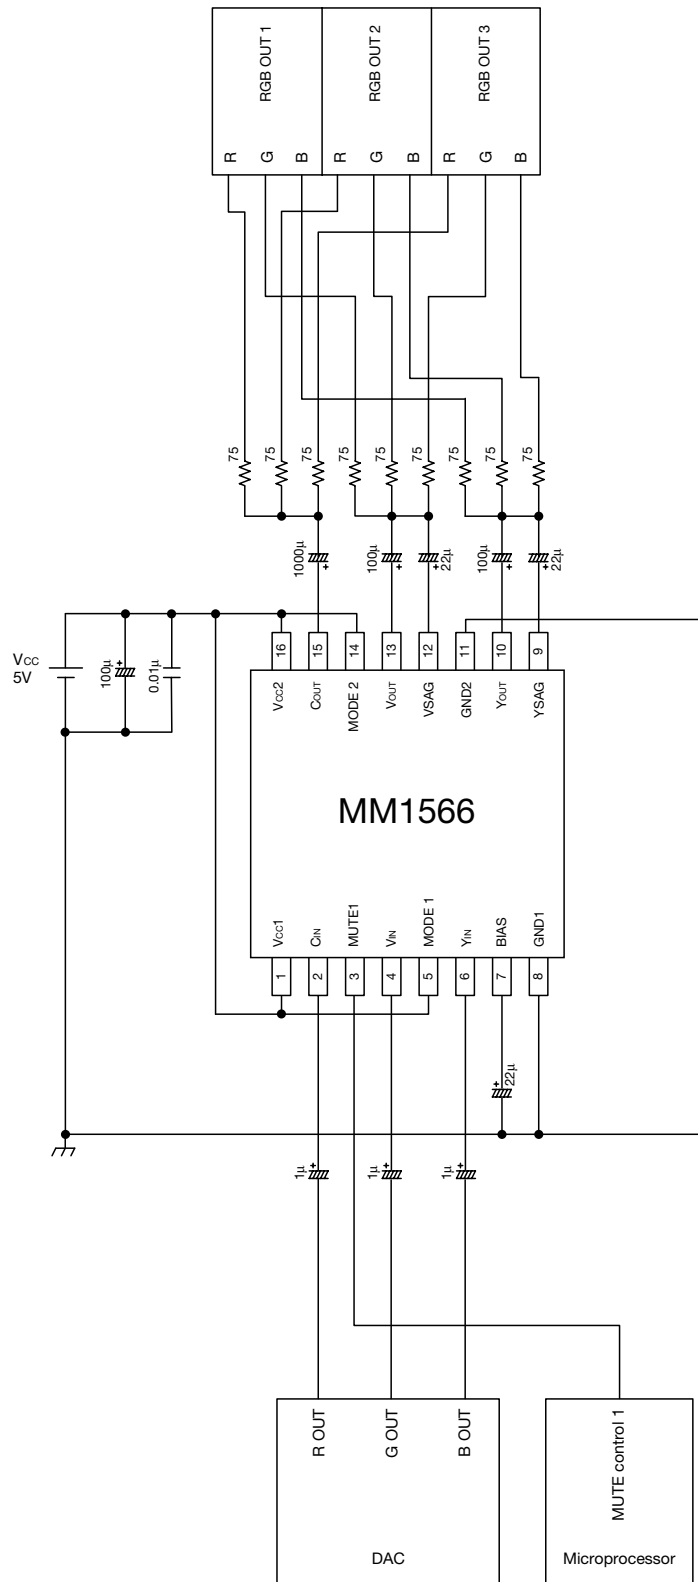 RGB OUT 1
RGB OUT 2
RGB OUT 3
R
G
B
R
G
B
R
G
B
75
75
75
75
75
75
75
75
75
1000µ
100µ
22µ
100µ
22µ
+
+
+
+
+
VCC
5V
100µ
+
0.01µ
16
15
14
13
12
11
10
9
VCC2
COUT
MODE 2
VOUT
VSAG
GND2
YOUT
YSAG
MM1566
VCC1
CIN
MUTE1
VIN
MODE 1
YIN
BIAS
GND1
1
2
3
4
5
6
7
8
+
22µ
1µ
+
1µ
+
1µ
+
R OUT
G OUT
B OUT
DAC
MUTE control 1
Microprocessor